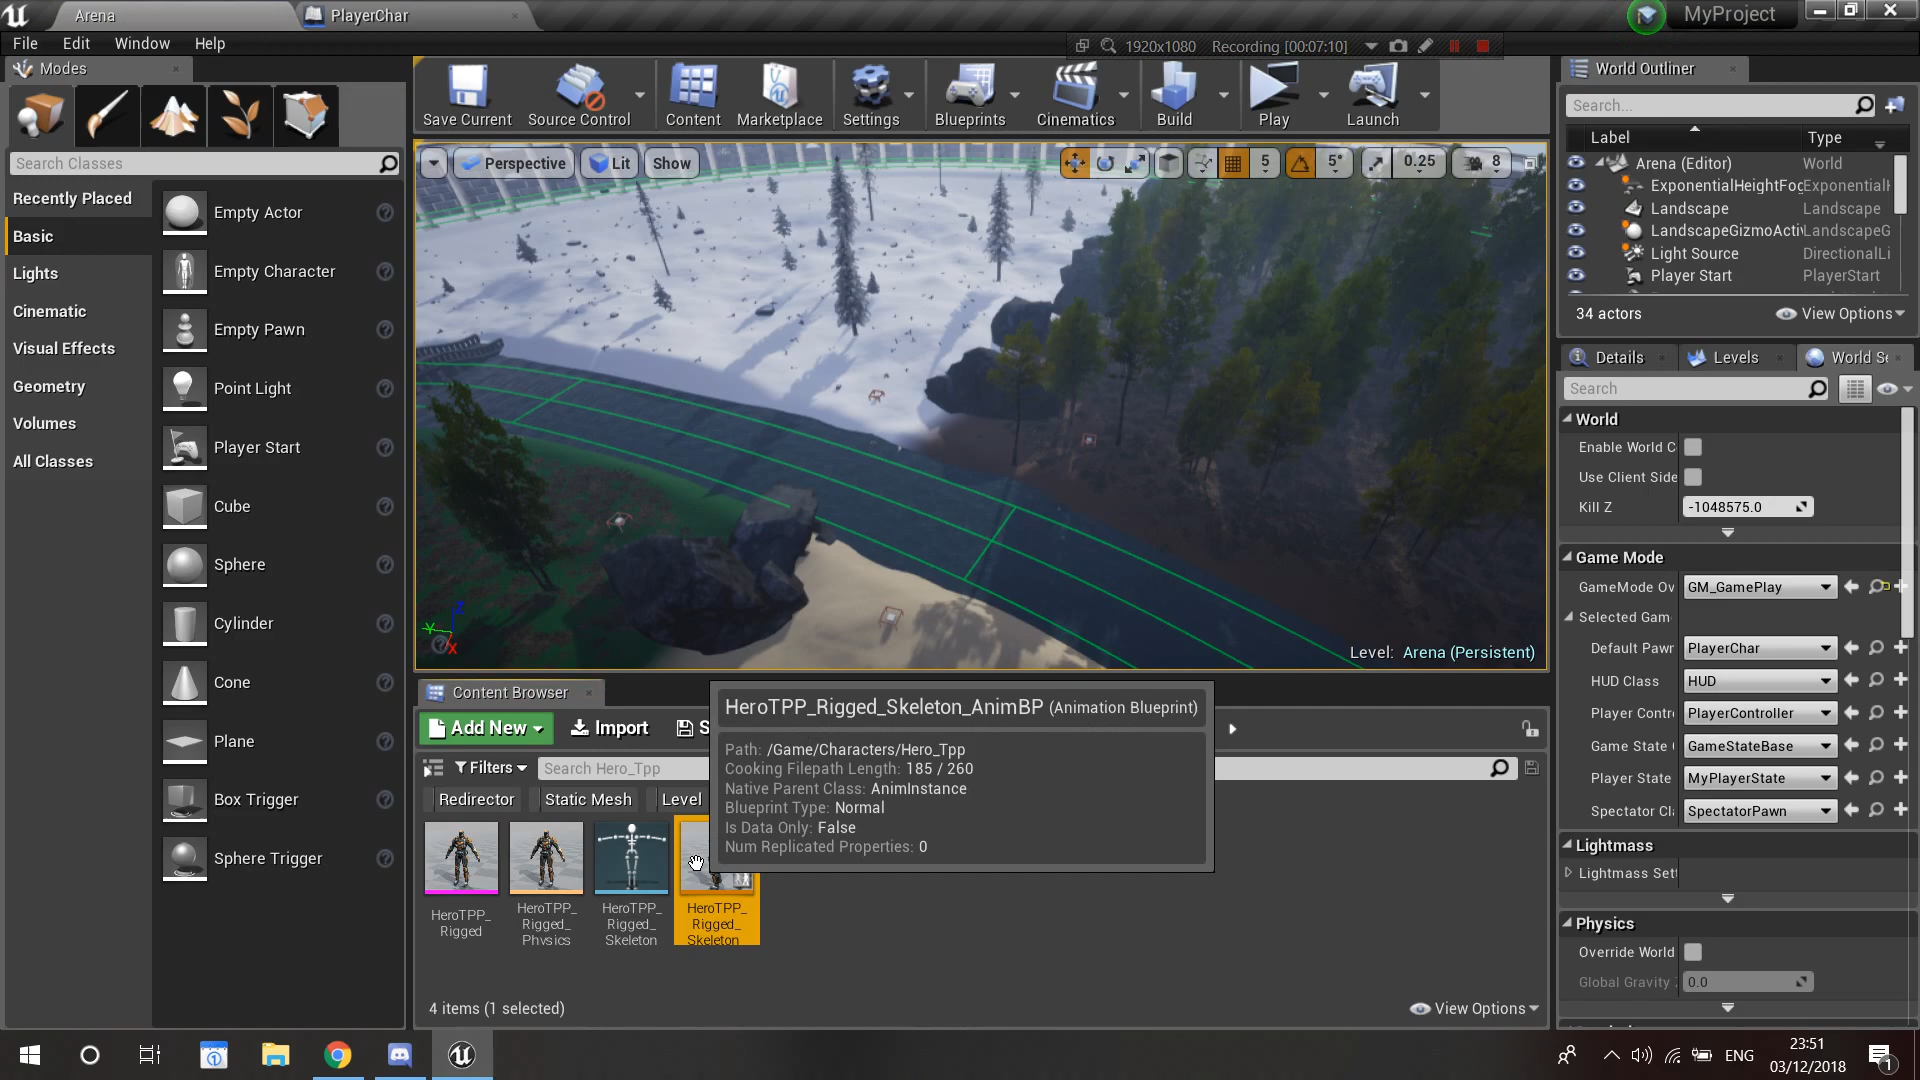 Arena
PlayerChar
MyProject
File Edit Window Help
1920x1080 Recording [00:07:10]
Modes
Search Classes
Recently Placed
Basic
Lights
Cinematic
Visual Effects
Geometry
Volumes
All Classes
Empty Actor
Empty Character
Empty Pawn
Point Light
Player Start
Cube
Sphere
Cylinder
Cone
Plane
Box Trigger
Sphere Trigger
Save Current
Source Control
Content
Marketplace
Settings
Blueprints
Cinematics
Build
Play
Launch
Perspective
Lit
Show
5
5°
0.25
8
Y
Z
X
Level: Arena (Persistent)
Content Browser
Add New
Import
S
Filters
Search Hero_Tpp
Redirector
Static Mesh
Level
HeroTPP_Rigged_Skeleton_AnimBP (Animation Blueprint)
Path: /Game/Characters/Hero_Tpp
Cooking Filepath Length: 185 / 260
Native Parent Class: AnimInstance
Blueprint Type: Normal
Is Data Only: False
Num Replicated Properties: 0
HeroTPP_
Rigged
HeroTPP_
Rigged_
Physics
HeroTPP_
Rigged_
Skeleton
HeroTPP_
Rigged_
Skeleton
4 items (1 selected)
View Options
World Outliner
Search...
Label Type
Arena (Editor) World
ExponentialHeightFog ExponentialH
Landscape Landscape
LandscapeGizmoActiv LandscapeG
Light Source DirectionalLi
Player Start PlayerStart
34 actors
View Options
Details
Levels
World Se
Search
World
Enable World C
Use Client Side
Kill Z -1048575.0
Game Mode
GameMode Ov GM_GamePlay
Selected Gam
Default Pawn PlayerChar
HUD Class HUD
Player Contro PlayerController
Game State C GameStateBase
Player State MyPlayerState
Spectator Cl SpectatorPawn
Lightmass
Lightmass Sett
Physics
Override World
Global Gravity 0.0
ENG
23:51
03/12/2018
1